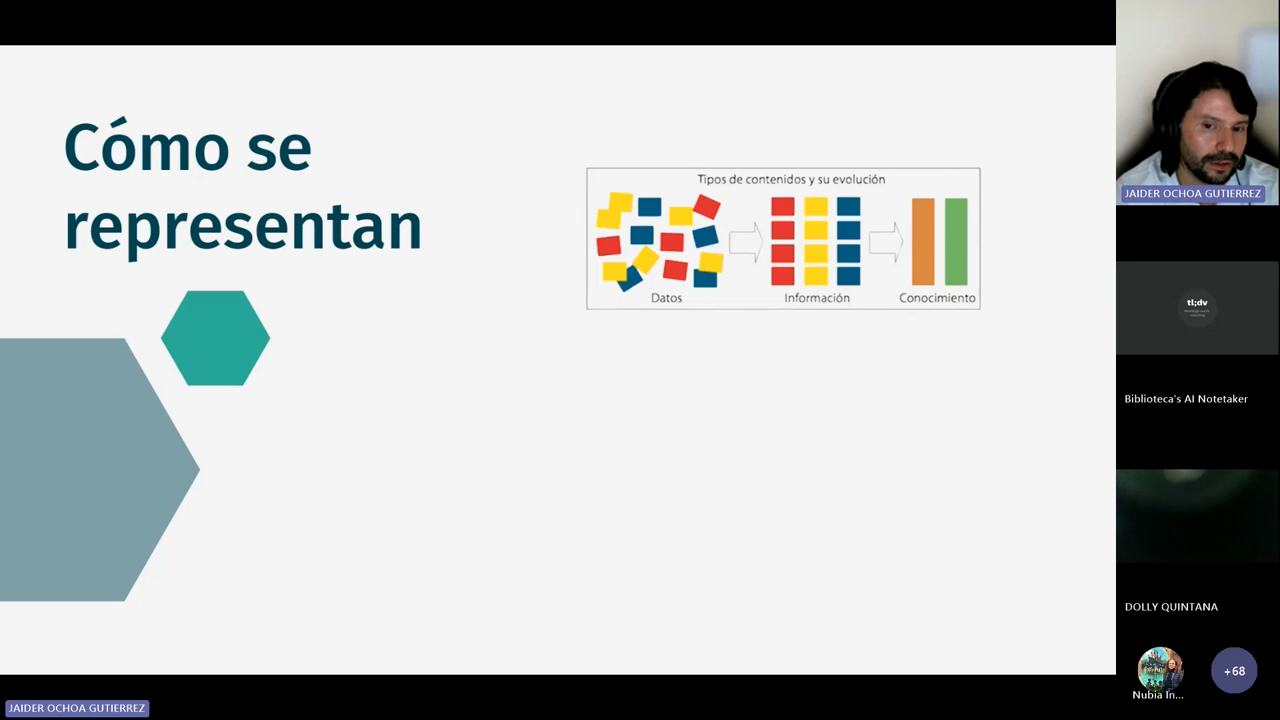 Cómo se
representan
Tipos de contenidos y su evolución
Datos
Información
Conocimiento
JAIDER OCHOA GUTIERREZ
tl;dv
Biblioteca's AI Notetaker
DOLLY QUINTANA
Nubia In...
+68
JAIDER OCHOA GUTIERREZ